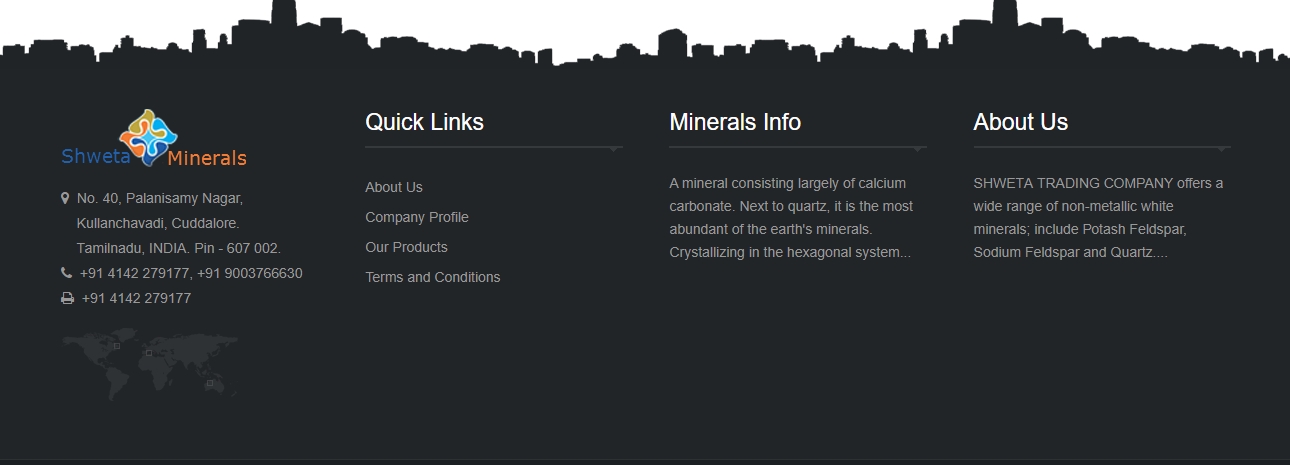 Shweta Minerals
No. 40, Palanisamy Nagar,
Kullanchavadi, Cuddalore.
Tamilnadu, INDIA. Pin - 607 002.
+91 4142 279177, +91 9003766630
+91 4142 279177
Quick Links
About Us
Company Profile
Our Products
Terms and Conditions
Minerals Info
A mineral consisting largely of calcium
carbonate. Next to quartz, it is the most
abundant of the earth's minerals.
Crystallizing in the hexagonal system...
About Us
SHWETA TRADING COMPANY offers a
wide range of non-metallic white
minerals; include Potash Feldspar,
Sodium Feldspar and Quartz....